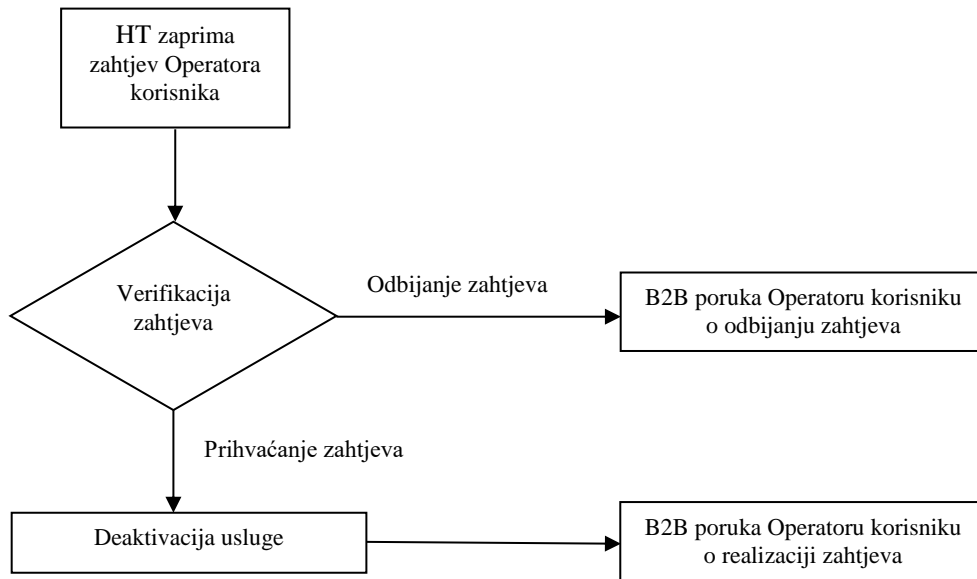 HT zaprima
zahtjev Operatora
korisnika
Verifikacija
zahtjeva
Odbijanje zahtjeva
B2B poruka Operatoru korisniku
o odbijanju zahtjeva
Prihvaćanje zahtjeva
Deaktivacija usluge
B2B poruka Operatoru korisniku
o realizaciji zahtjeva